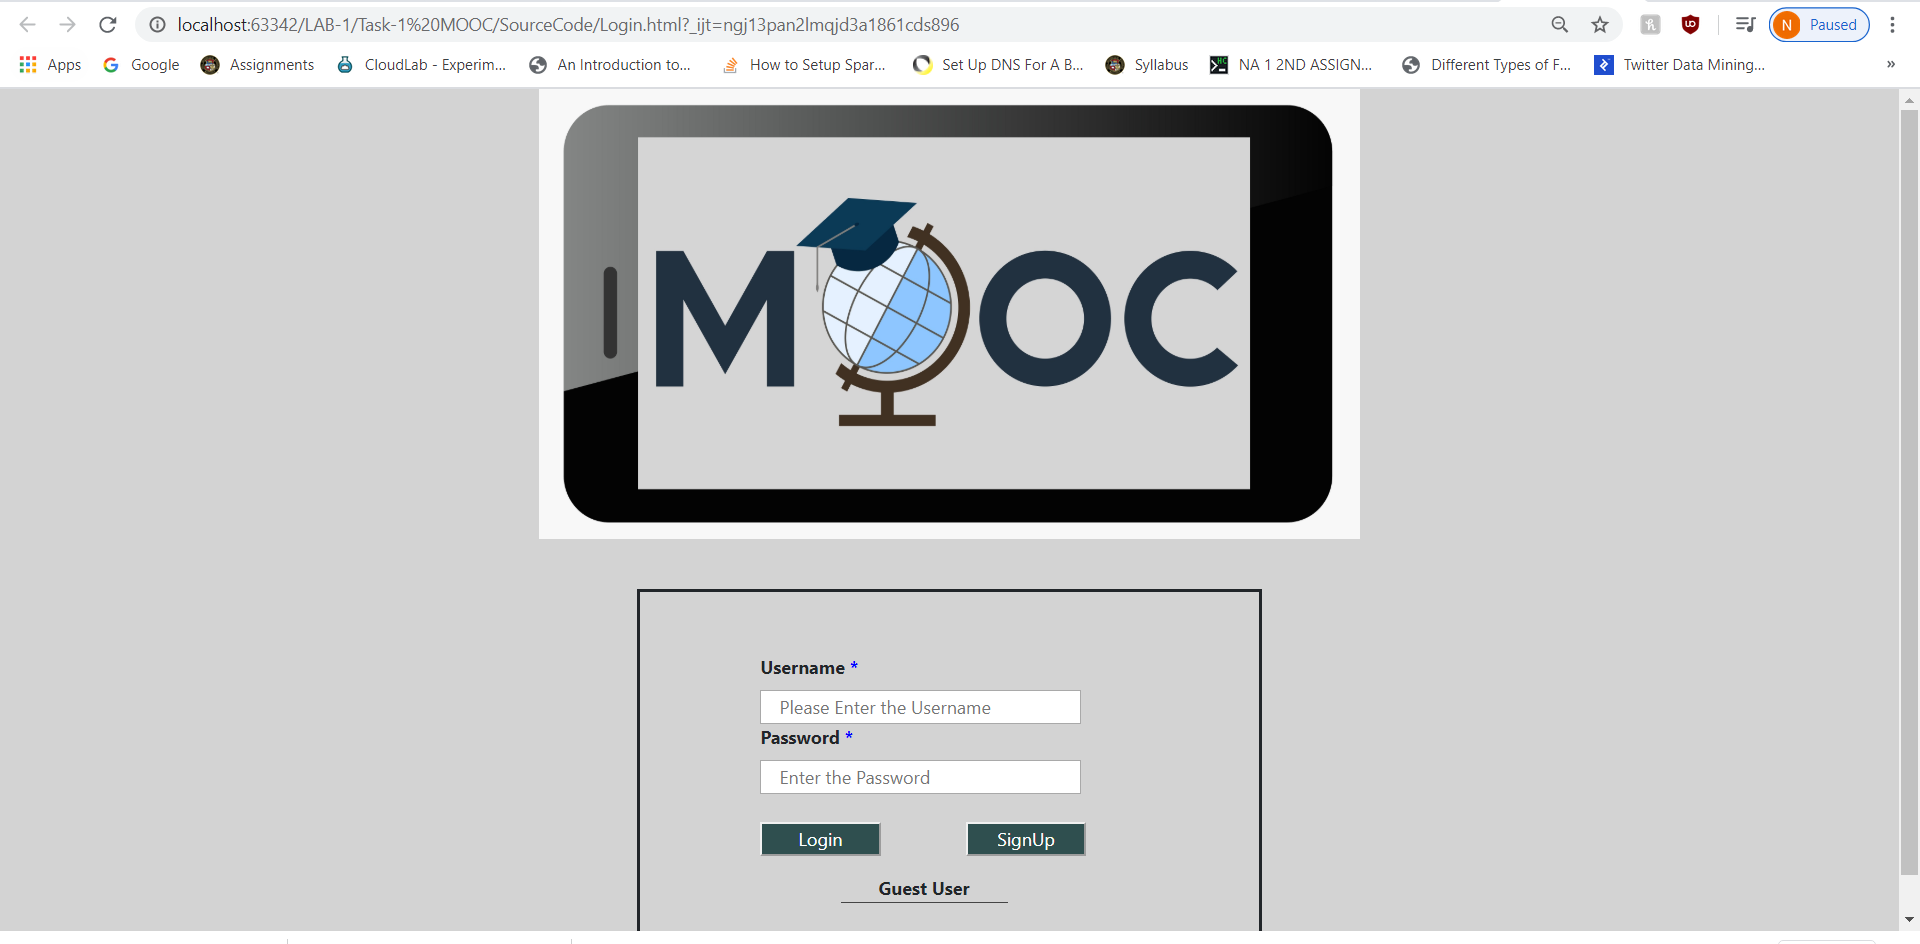 localhost:63342/LAB-1/Task-1%20MOOC/SourceCode/Login.html?_ijt=ngj13pan2lmqjd3a1861cds896
N Paused
Apps Google Assignments CloudLab - Experim... An Introduction to... How to Setup Spar... Set Up DNS For A B... Syllabus NA 1 2ND ASSIGN... Different Types of F... Twitter Data Mining... »
MOOC
Username *
Please Enter the Username
Password *
Enter the Password
Login SignUp
Guest User